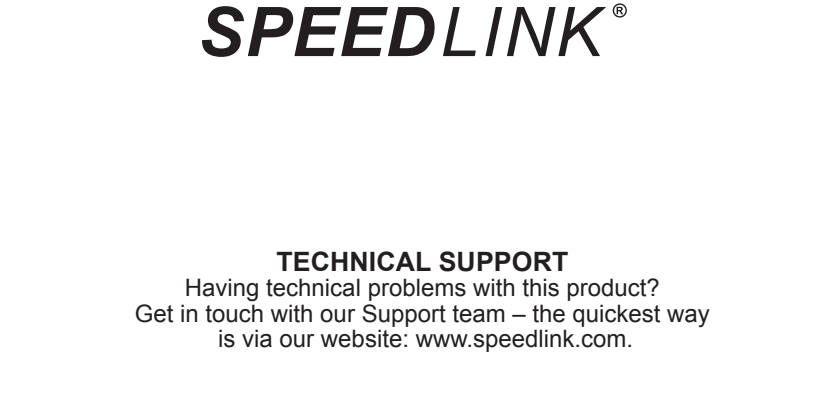 SPEEDLINK®
TECHNICAL SUPPORT
Having technical problems with this product?
Get in touch with our Support team – the quickest way
is via our website: www.speedlink.com.